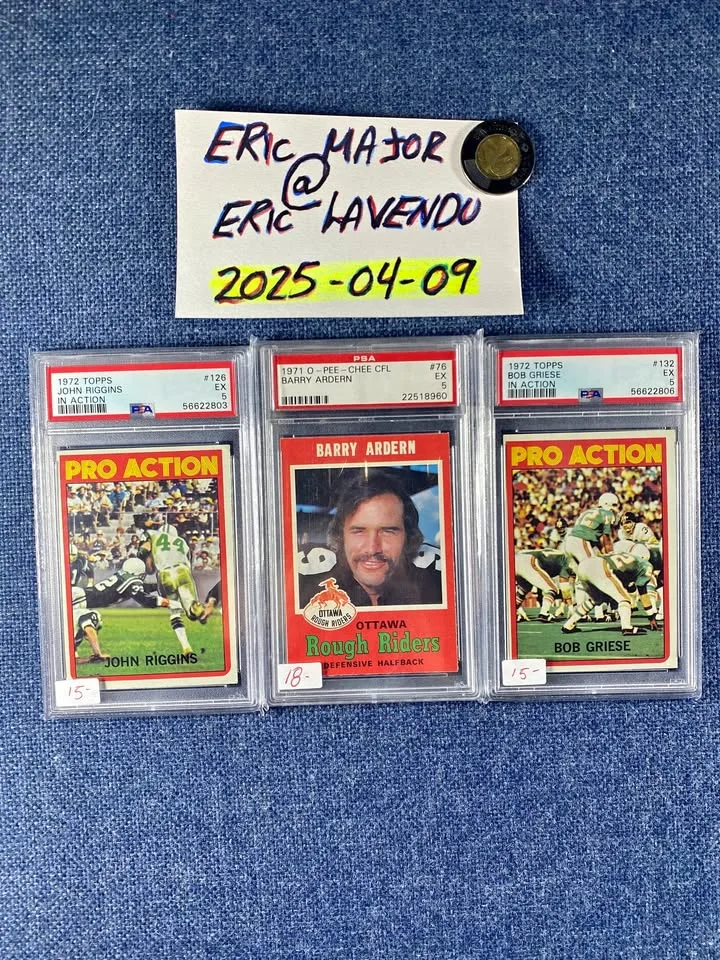 ERIC MAJOR
@
ERIC LAVENDU
2025-04-09
1972 TOPPS #126
JOHN RIGGINS EX
IN ACTION 5
PSA 56622803
PRO ACTION
44
JOHN RIGGINS
15-
PSA
1971 O-PEE-CHEE CFL #76
BARRY ARDERN EX
5
22518960
BARRY ARDERN
OTTAWA
ROUGH RIDERS
OTTAWA
Rough Riders
DEFENSIVE HALFBACK
18-
1972 TOPPS #132
BOB GRIESE EX
IN ACTION 5
PSA 56622806
PRO ACTION
BOB GRIESE
15-